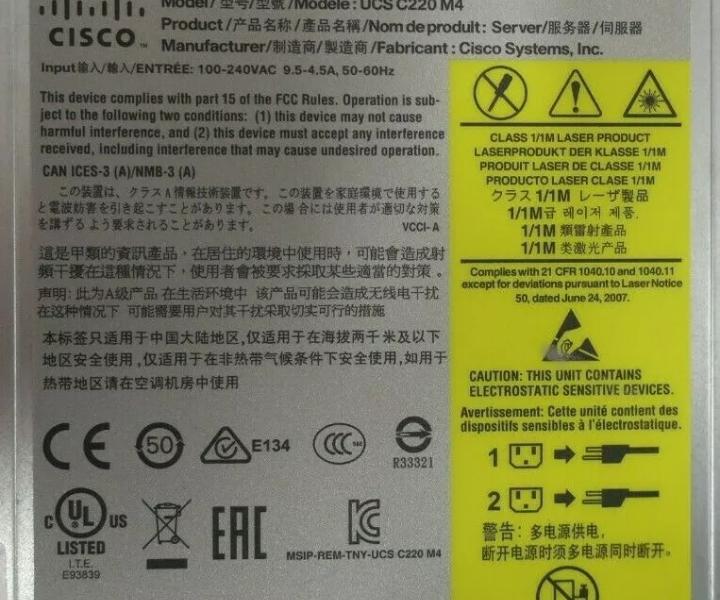 CISCO™
Model/型号/型號/Modèle: UCS C220 M4
Product/产品名称/產品名稱/Nom de produit: Server/服务器/伺服器
Manufacturer/制造商/製造商/Fabricant: Cisco Systems, Inc.
Input输入/輸入/ENTRÉE: 100-240VAC 9.5-4.5A, 50-60Hz
This device complies with part 15 of the FCC Rules. Operation is sub-
ject to the following two conditions: (1) this device may not cause
harmful interference, and (2) this device must accept any interference
received, including interference that may cause undesired operation.
CAN ICES-3 (A)/NMB-3 (A)
この装置は、クラスA情報技術装置です。この装置を家庭環境で使用する
と電波妨害を引き起こすことがあります。この場合には使用者が適切な対策
を講ずるよう要求されることがあります。 VCCI-A
這是甲類的資訊產品，在居住的環境中使用時，可能會造成射
頻干擾在這種情況下，使用者會被要求採取某些適當的對策。
声明: 此为A级产品 在生活环境中 该产品可能会造成无线电干扰
在这种情况下 可能需要用户对其干扰采取切实可行的措施
本标签只适用于中国大陆地区,仅适用于在海拔两千米及以下
地区安全使用,仅适用于在非热带气候条件下安全使用,如用于
热带地区请在空调机房中使用
CE
50
E134
CCC
R33321
C UL US
LISTED
I.T.E.
E93839
EAC
MSIP-REM-TNY-UCS C220 M4
CLASS 1/1M LASER PRODUCT
LASERPRODUKT DER KLASSE 1/1M
PRODUIT LASER DE CLASSE 1/1M
PRODUCTO LASER CLASE 1/1M
クラス 1/1M レーザ製品
1/1M급 레이저 제품.
1/1M 類雷射產品
1/1M 类激光产品
Complies with 21 CFR 1040.10 and 1040.11
except for deviations pursuant to Laser Notice
50, dated June 24, 2007.
CAUTION: THIS UNIT CONTAINS
ELECTROSTATIC SENSITIVE DEVICES.
Avertissement: Cette unité contient des
dispositifs sensibles à l'électrostatique.
1
2
警告: 多电源供电,
断开电源时须多电源同时断开。